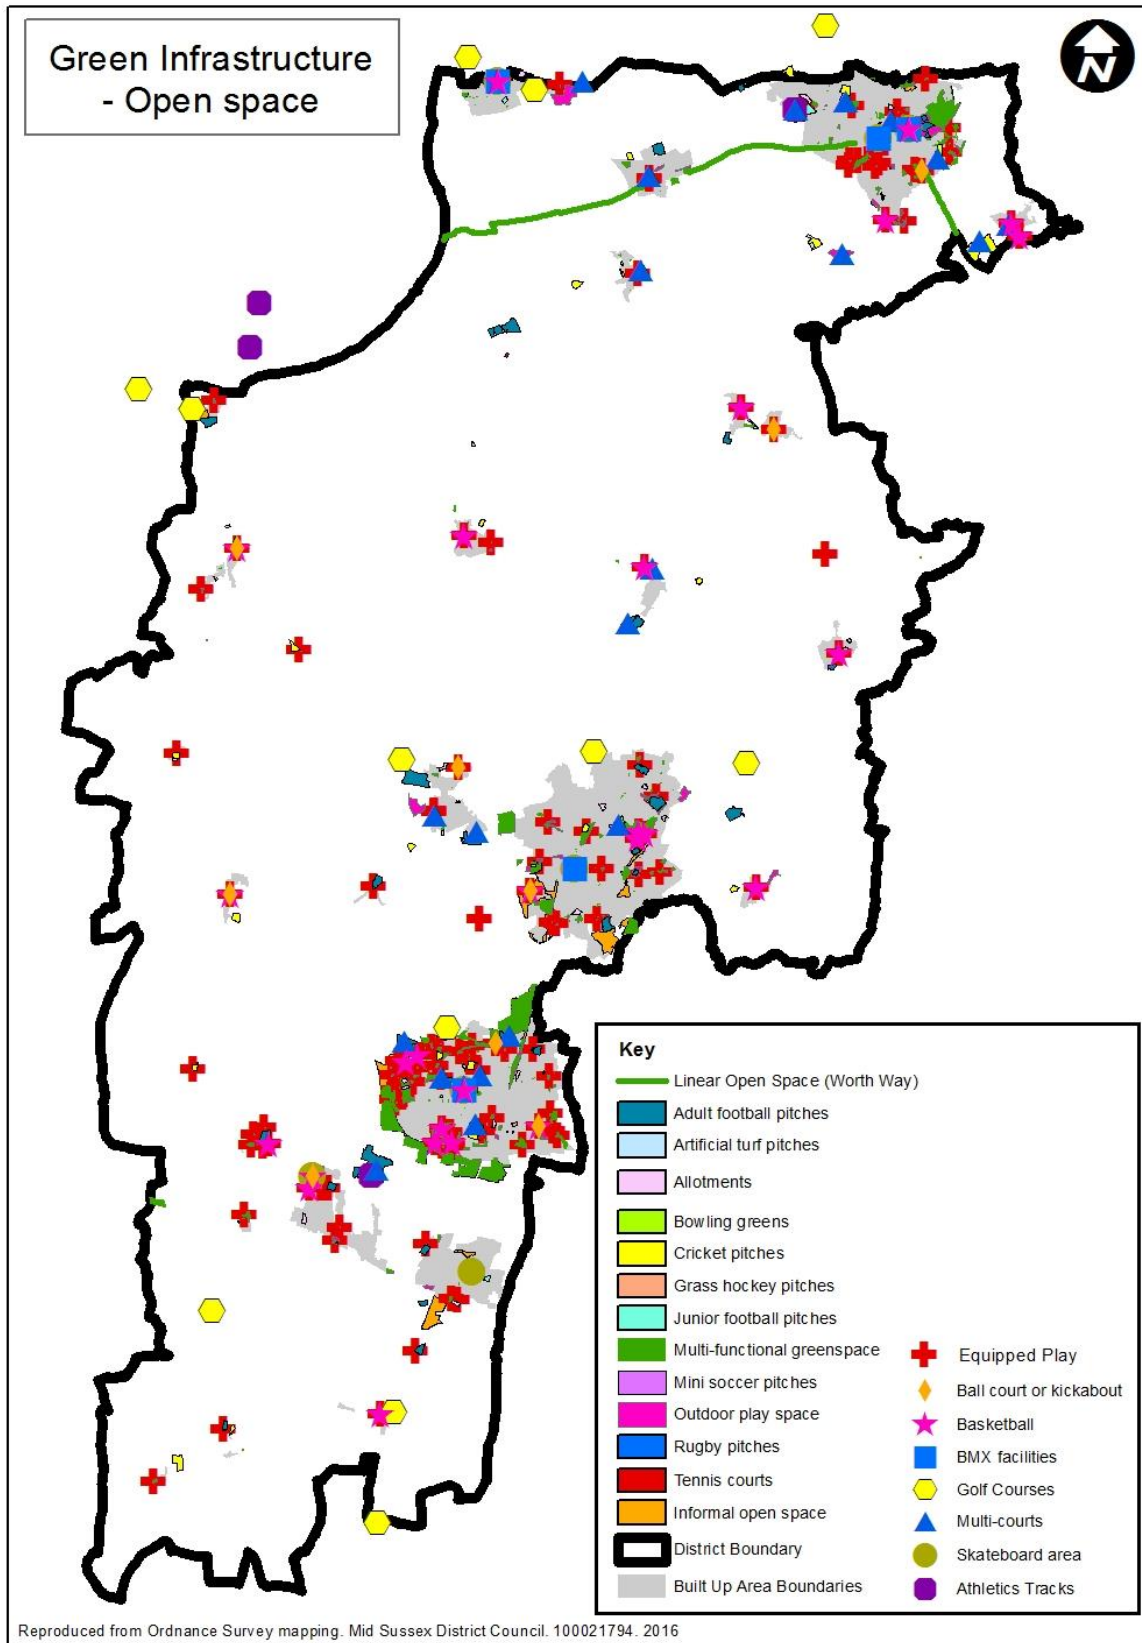 Green Infrastructure
- Open space
N
Key
Linear Open Space (Worth Way)
Adult football pitches
Artificial turf pitches
Allotments
Bowling greens
Cricket pitches
Grass hockey pitches
Junior football pitches
Multi-functional greenspace
Mini soccer pitches
Outdoor play space
Rugby pitches
Tennis courts
Informal open space
District Boundary
Built Up Area Boundaries
Equipped Play
Ball court or kickabout
Basketball
BMX facilities
Golf Courses
Multi-courts
Skateboard area
Athletics Tracks
Reproduced from Ordnance Survey mapping. Mid Sussex District Council. 100021794. 2016